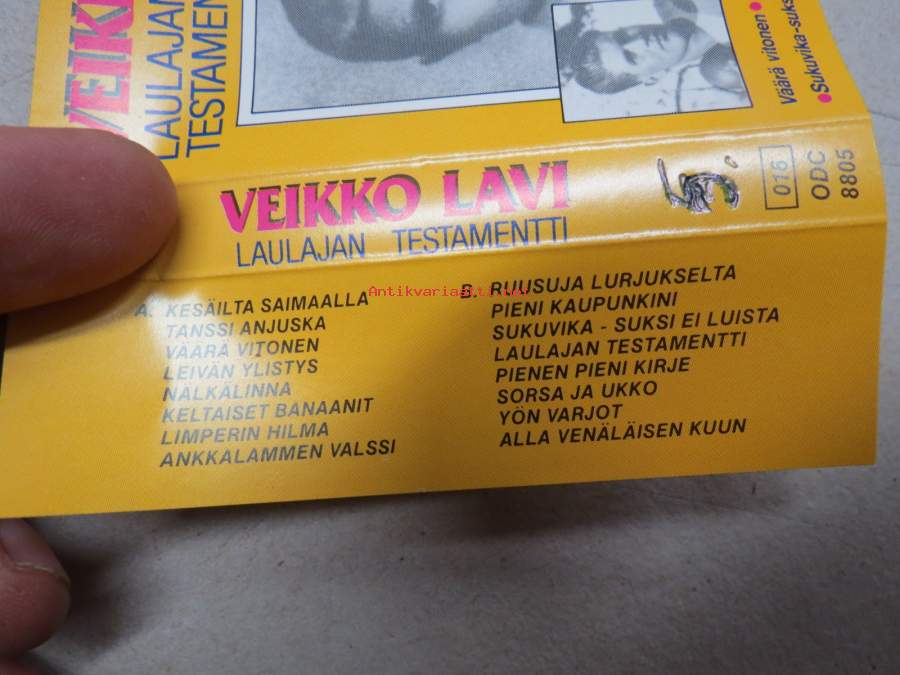 VEIK
LAULAJAN
TESTAMEN
Väärä vitonen •
• Sukuvika-suks
VEIKKO LAVI
LAULAJAN TESTAMENTTI
5.
016
ODC
8805
Antikvariaatti.net
A. KESÄILTA SAIMAALLA
TANSSI ANJUSKA
VÄÄRÄ VITONEN
LEIVÄN YLISTYS
NÄLKÄLINNA
KELTAISET BANAANIT
LIMPERIN HILMA
ANKKALAMMEN VALSSI
B. RUUSUJA LURJUKSELTA
PIENI KAUPUNKINI
SUKUVIKA - SUKSI EI LUISTA
LAULAJAN TESTAMENTTI
PIENEN PIENI KIRJE
SORSA JA UKKO
YÖN VARJOT
ALLA VENÄLÄISEN KUUN